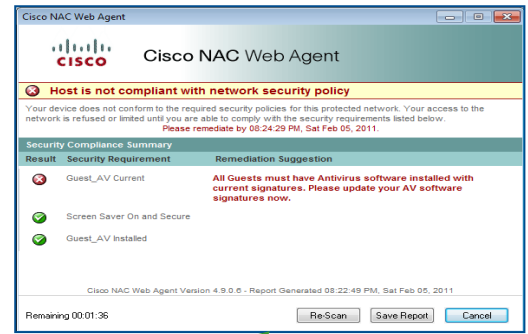 Cisco NAC Web Agent
CISCO
Cisco NAC Web Agent
Host is not compliant with network security policy
Your device does not conform to the required security policies for this protected network. Your access to the
network is refused or limited until you are able to comply with the security requirements listed below.
Please remediate by 08:24:29 PM, Sat Feb 05, 2011.
Security Compliance Summary
Result Security Requirement Remediation Suggestion
Guest_AV Current All Guests must have Antivirus software installed with
current signatures. Please update your AV software
signatures now.
Screen Saver On and Secure
Guest_AV Installed
Cisco NAC Web Agent Version 4.9.0.6 - Report Generated 08:22:49 PM, Sat Feb 05, 2011
Remaining 00:01:36 Re-Scan Save Report Cancel